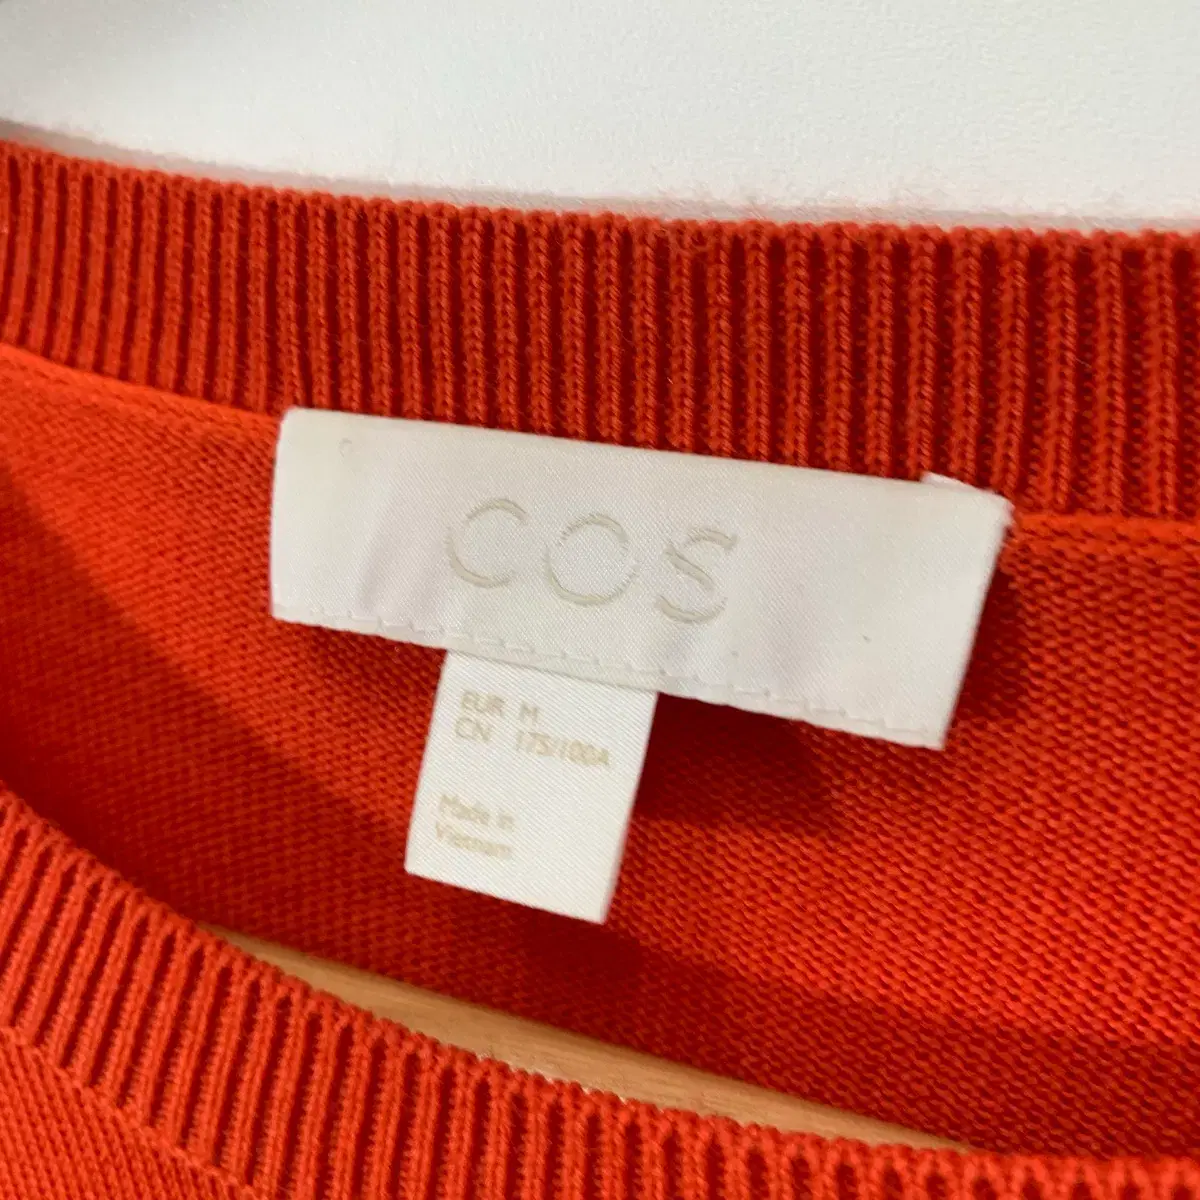 COS
EUR M
CN 175/100A
Made in
Vietnam